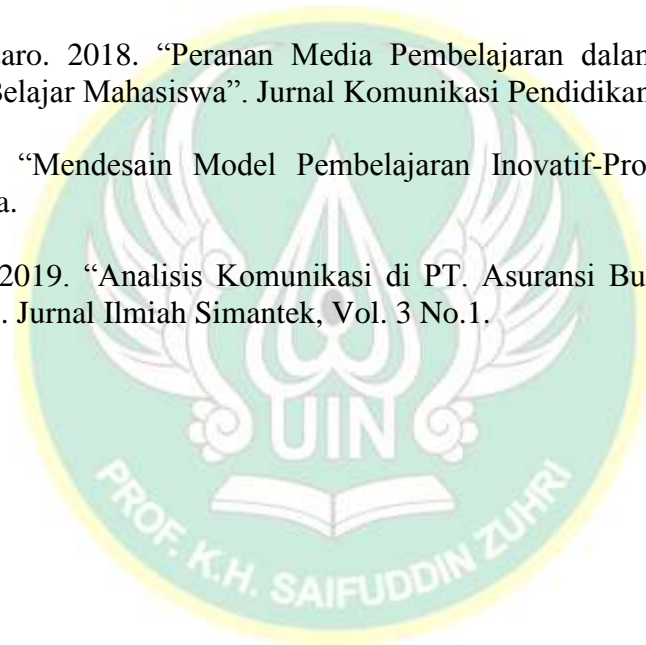 aro. 2018. “Peranan Media Pembelajaran dalan
Belajar Mahasiswa”. Jurnal Komunikasi Pendidikan
“Mendesain Model Pembelajaran Inovatif-Pro
a.
2019. “Analisis Komunikasi di PT. Asuransi Bu
. Jurnal Ilmiah Simantek, Vol. 3 No.1.
UIN
PROF. K.H. SAIFUDDIN ZUHRI